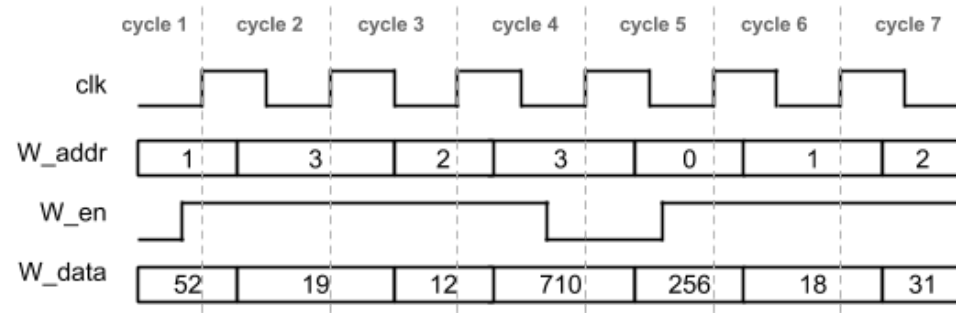 cycle 1 cycle 2 cycle 3 cycle 4 cycle 5 cycle 6 cycle 7
clk
W_addr 1 3 2 3 0 1 2
W_en
W_data 52 19 12 710 256 18 31